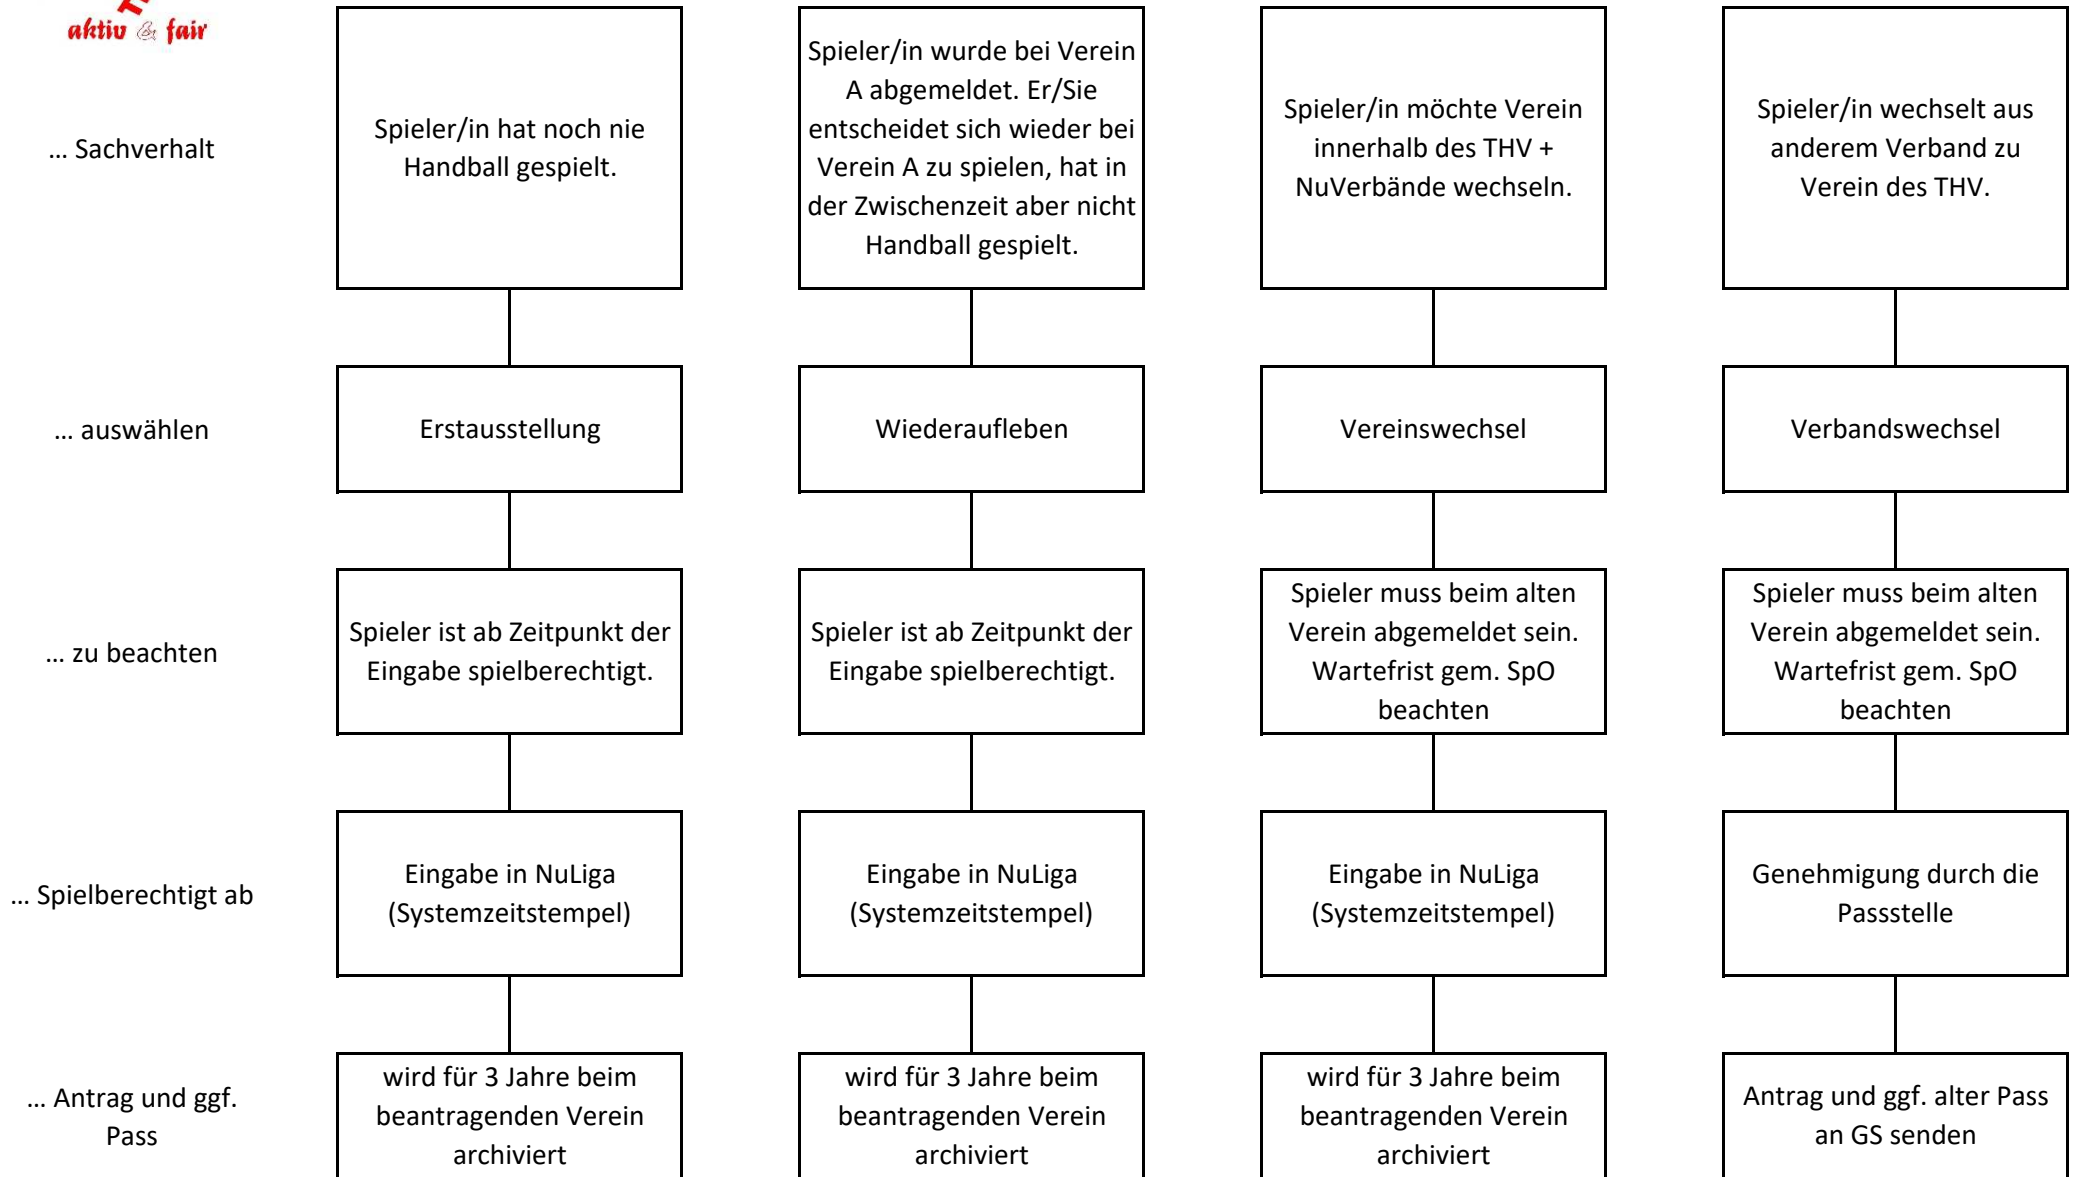 aktiv & fair
... Sachverhalt
Spieler/in hat noch nie
Handball gespielt.
Spieler/in wurde bei Verein
A abgemeldet. Er/Sie
entscheidet sich wieder bei
Verein A zu spielen, hat in
der Zwischenzeit aber nicht
Handball gespielt.
Spieler/in möchte Verein
innerhalb des THV +
NuVerbände wechseln.
Spieler/in wechselt aus
anderem Verband zu
Verein des THV.
... auswählen
Erstausstellung
Wiederaufleben
Vereinswechsel
Verbandswechsel
... zu beachten
Spieler ist ab Zeitpunkt der
Eingabe spielberechtigt.
Spieler ist ab Zeitpunkt der
Eingabe spielberechtigt.
Spieler muss beim alten
Verein abgemeldet sein.
Wartefrist gem. SpO
beachten
Spieler muss beim alten
Verein abgemeldet sein.
Wartefrist gem. SpO
beachten
... Spielberechtigt ab
Eingabe in NuLiga
(Systemzeitstempel)
Eingabe in NuLiga
(Systemzeitstempel)
Eingabe in NuLiga
(Systemzeitstempel)
Genehmigung durch die
Passstelle
... Antrag und ggf.
Pass
wird für 3 Jahre beim
beantragenden Verein
archiviert
wird für 3 Jahre beim
beantragenden Verein
archiviert
wird für 3 Jahre beim
beantragenden Verein
archiviert
Antrag und ggf. alter Pass
an GS senden